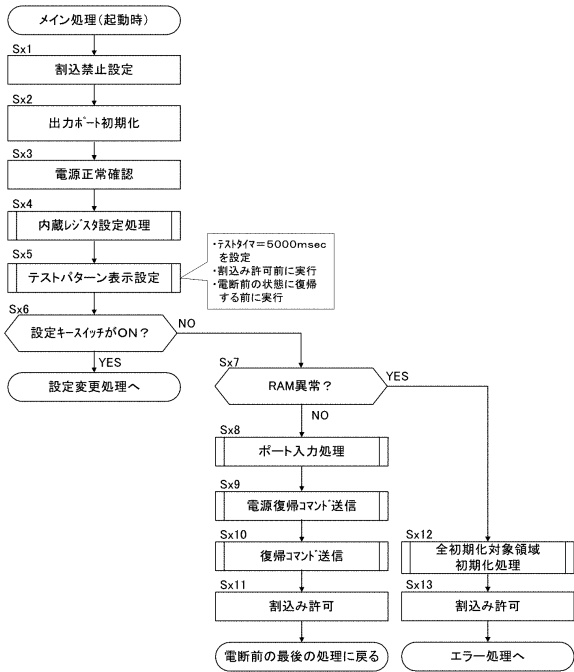 メイン処理(起動時)
Sx1
割込禁止設定
Sx2
出力ﾎﾟｰﾄ初期化
Sx3
電源正常確認
Sx4
内蔵ﾚｼﾞｽﾀ設定処理
Sx5
テストパターン表示設定
・ﾃｽﾄﾀｲﾏ=5000msec
を設定
・割込み許可前に実行
・電断前の状態に復帰
する前に実行
Sx6
設定キースイッチがON?
NO
YES
設定変更処理へ
Sx7
RAM異常?
YES
NO
Sx8
ポート入力処理
Sx9
電源復帰ｺﾏﾝﾄﾞ送信
Sx10
復帰ｺﾏﾝﾄﾞ送信
Sx11
割込み許可
電断前の最後の処理に戻る
Sx12
全初期化対象領域
初期化処理
Sx13
割込み許可
エラー処理へ